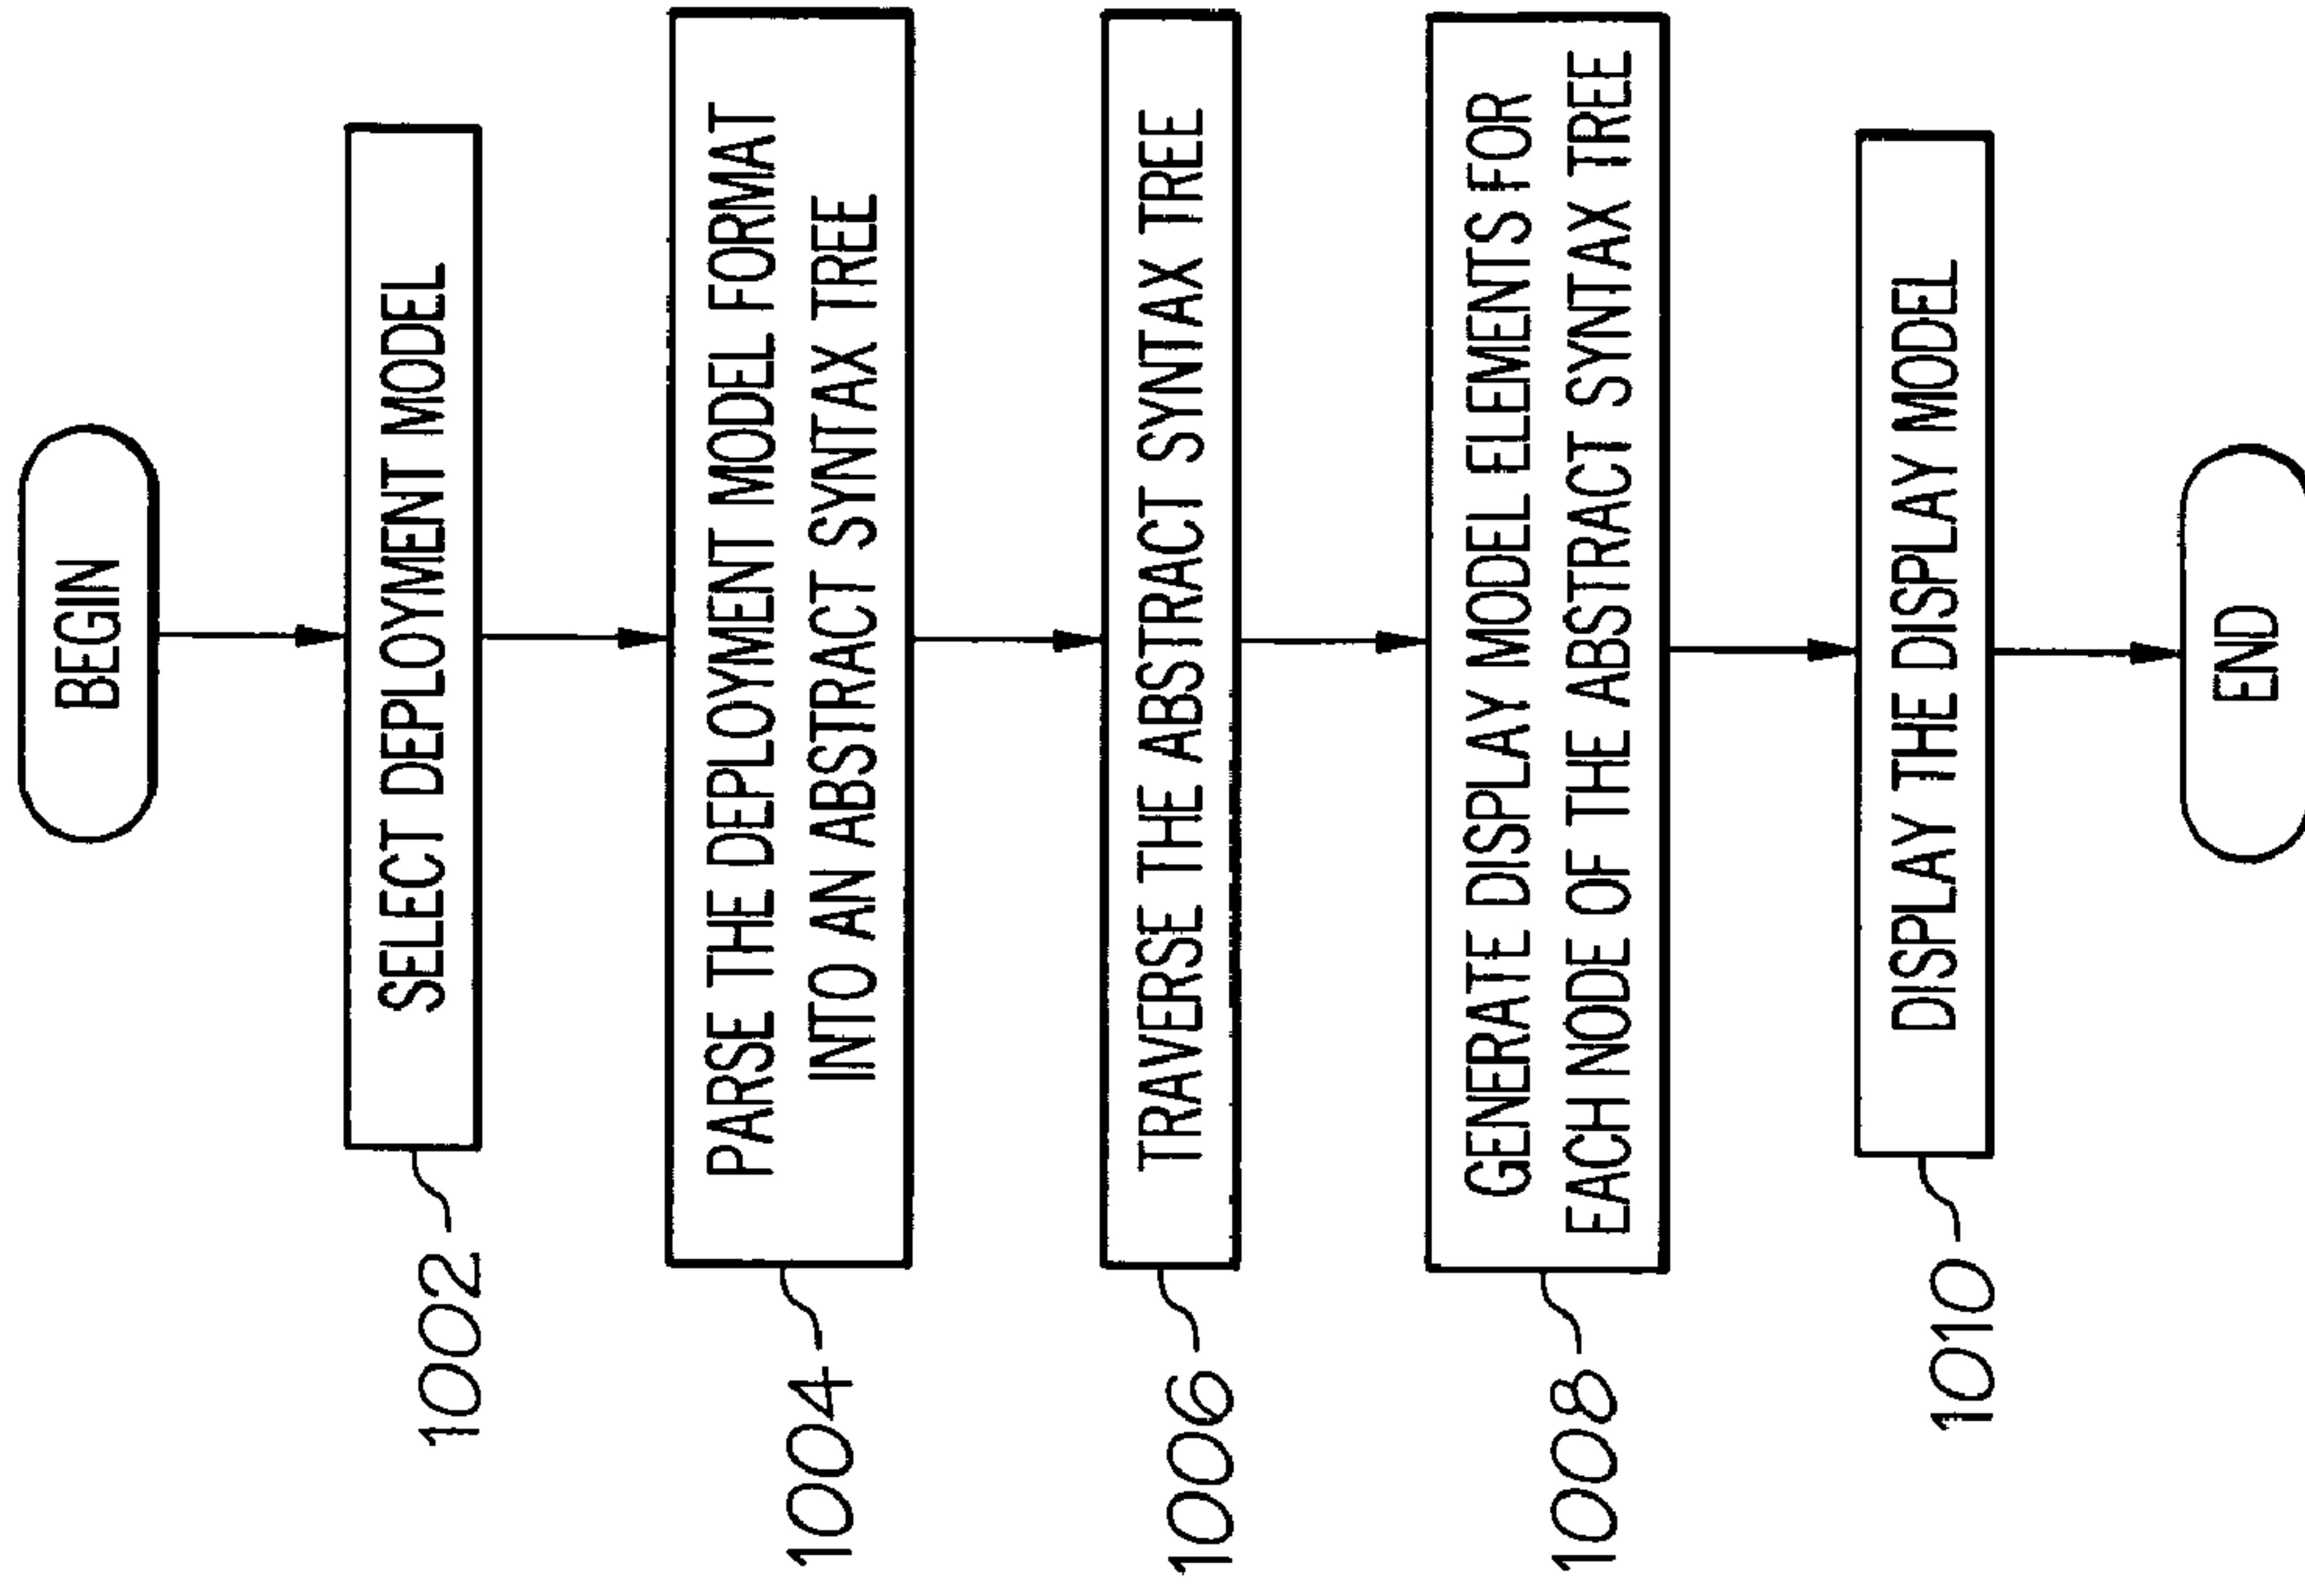 BEGIN
SELECT DEPLOYMENT MODEL
1002
PARSE THE DEPLOYMENT MODEL FORMAT
INTO AN ABSTRACT SYNTAX TREE
1004
TRAVERSE THE ABSTRACT SYNTAX TREE
1006
GENERATE DISPLAY MODEL ELEMENTS FOR
EACH NODE OF THE ABSTRACT SYNTAX TREE
1008
DISPLAY THE DISPLAY MODEL
1010
END